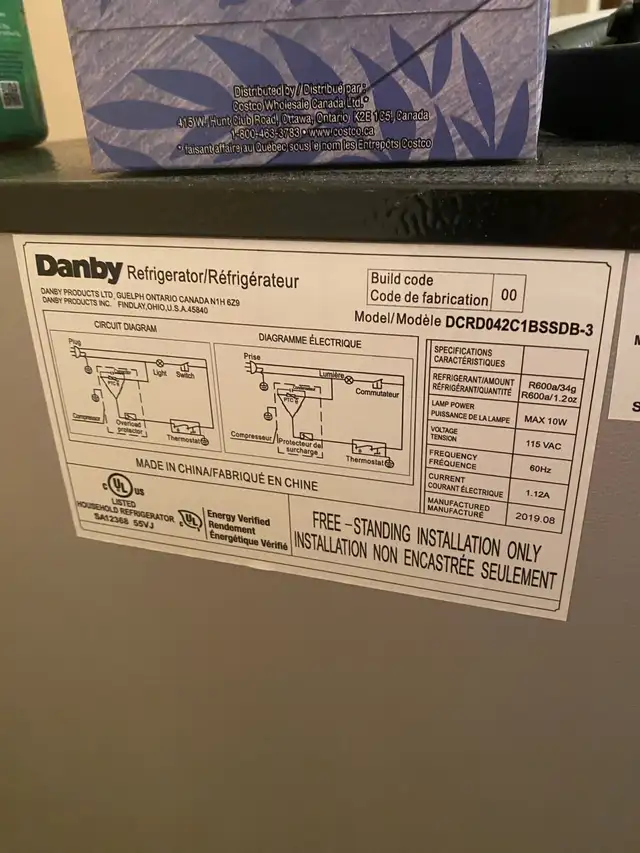 Distributed by / Distribué par :
Costco Wholesale Canada Ltd.*
415 W. Hunt Club Road, Ottawa, Ontario K2E 1C5, Canada
1-800-463-3783 • www.costco.ca
* faisant affaire au Québec sous le nom les Entrepôts Costco
Danby Refrigerator/Réfrigérateur
DANBY PRODUCTS LTD, GUELPH ONTARIO CANADA N1H 6Z9
DANBY PRODUCTS INC. FINDLAY, OHIO, U.S.A. 45840
Build code
Code de fabrication 00
Model/Modèle DCRD042C1BSSDB-3
CIRCUIT DIAGRAM
Plug
Light
Switch
PTC
Compressor
Overload
protector
Thermostat
DIAGRAMME ÉLECTRIQUE
Prise
Lumière
Commutateur
PTC
Compresseur
Protecteur de
surcharge
Thermostat
SPECIFICATIONS
CARACTÉRISTIQUES
REFRIGERANT/AMOUNT R600a/34g
RÉFRIGÉRANT/QUANTITÉ R600a/1.2oz
LAMP POWER
PUISSANCE DE LA LAMPE MAX 10W
VOLTAGE
TENSION 115 VAC
FREQUENCY
FRÉQUENCE 60Hz
CURRENT
COURANT ÉLECTRIQUE 1.12A
MANUFACTURED
MANUFACTURÉ 2019.08
MADE IN CHINA/FABRIQUÉ EN CHINE
c UL us
LISTED
HOUSEHOLD REFRIGERATOR
SA12368 55VJ
UL
Energy Verified
Rendement
Énergétique Vérifié
FREE-STANDING INSTALLATION ONLY
INSTALLATION NON ENCASTRÉE SEULEMENT
M
S